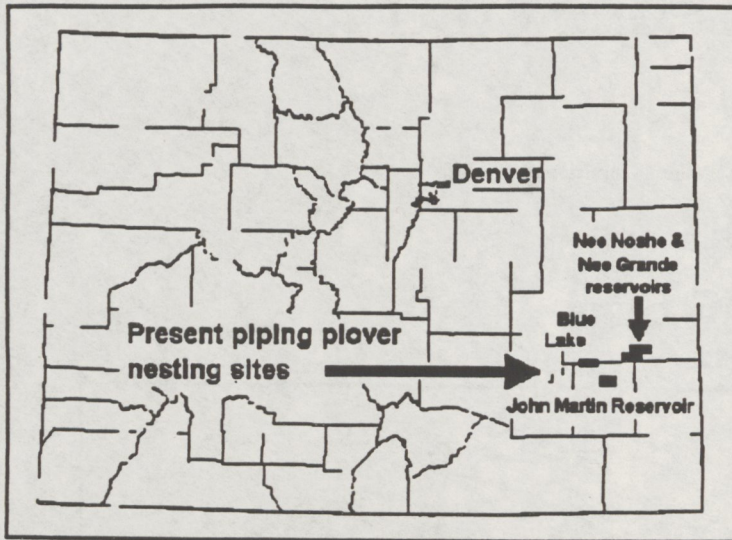 Denver
Nee Noshe &
Nee Grande
reservoirs
Blue
Lake
Present piping plover
nesting sites
John Martin Reservoir